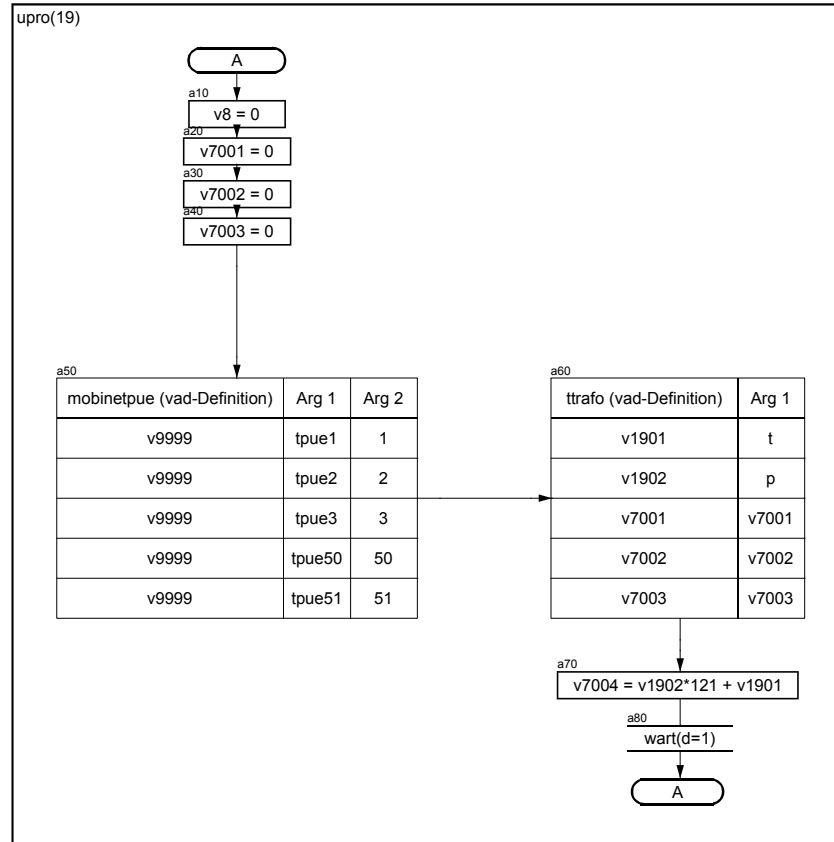 upro(19)
A
a10
v8 = 0
a20
v7001 = 0
a30
v7002 = 0
a40
v7003 = 0
a50
mobinetpue (vad-Definition) Arg 1 Arg 2
v9999 tpue1 1
v9999 tpue2 2
v9999 tpue3 3
v9999 tpue50 50
v9999 tpue51 51
a60
ttrafo (vad-Definition) Arg 1
v1901 t
v1902 p
v7001 v7001
v7002 v7002
v7003 v7003
a70
v7004 = v1902*121 + v1901
a80
wart(d=1)
A